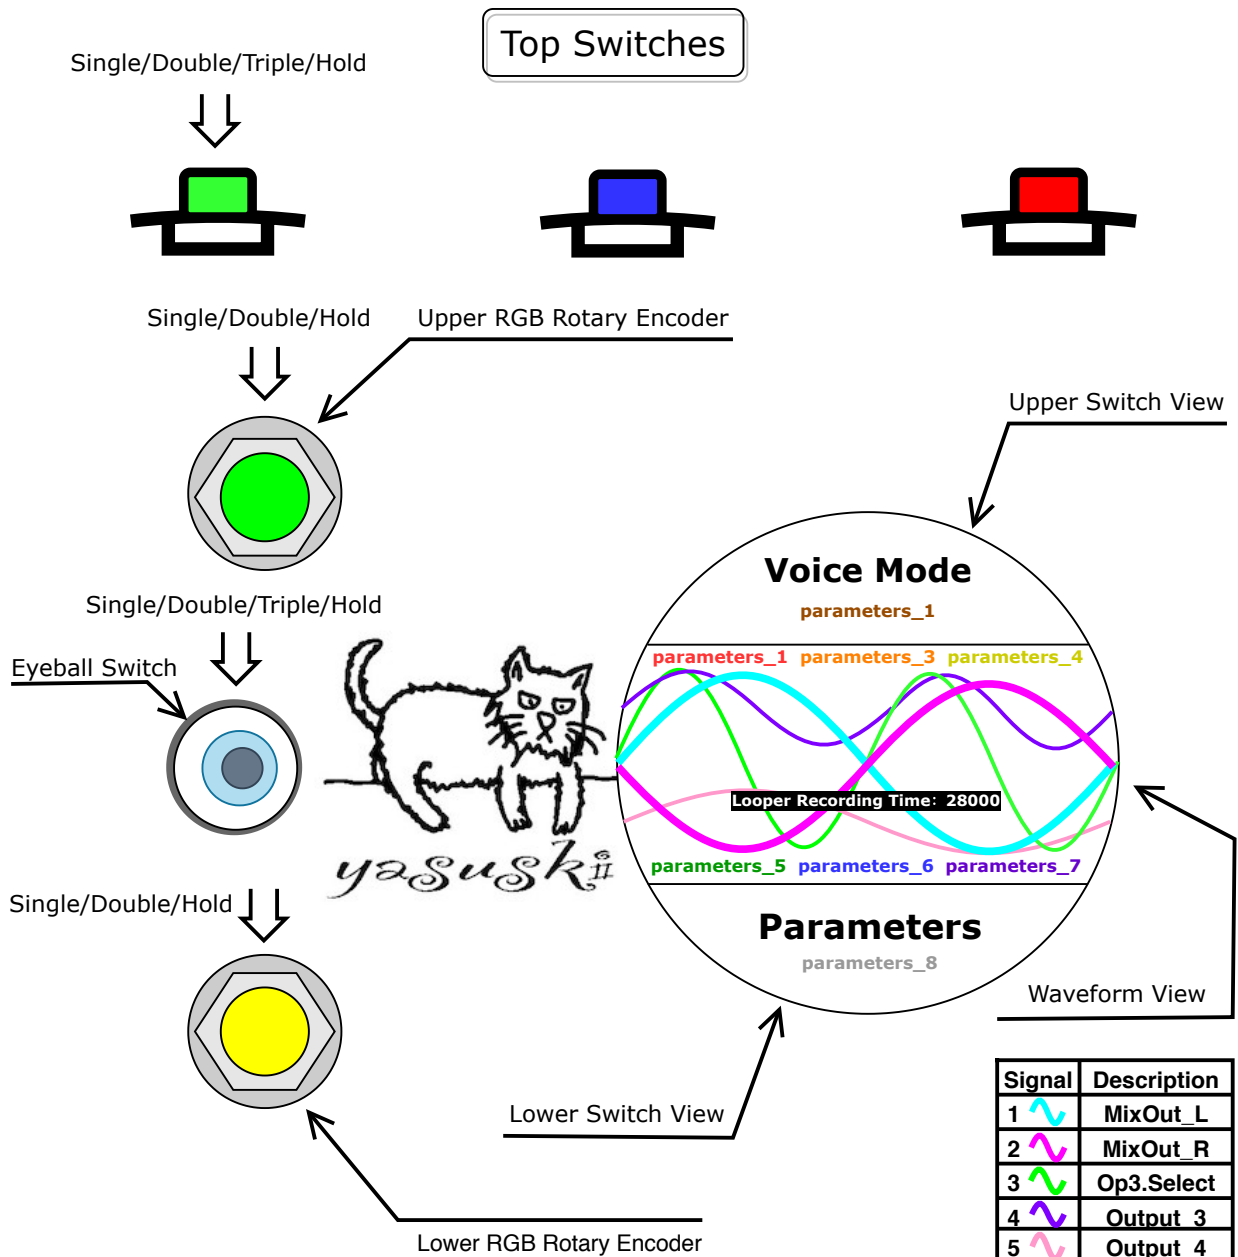 Top Switches
Single/Double/Triple/Hold
Single/Double/Hold
Upper RGB Rotary Encoder
Upper Switch View
Voice Mode
parameters_1
Single/Double/Triple/Hold
Eyeball Switch
parameters_1 parameters_3 parameters_4
Looper Recording Time: 28000
yasuskii
parameters_5 parameters_6 parameters_7
Single/Double/Hold
Parameters
parameters_8
Waveform View
Lower Switch View
Signal Description
1 MixOut_L
2 MixOut_R
3 Op3.Select
4 Output_3
5 Output_4
Lower RGB Rotary Encoder